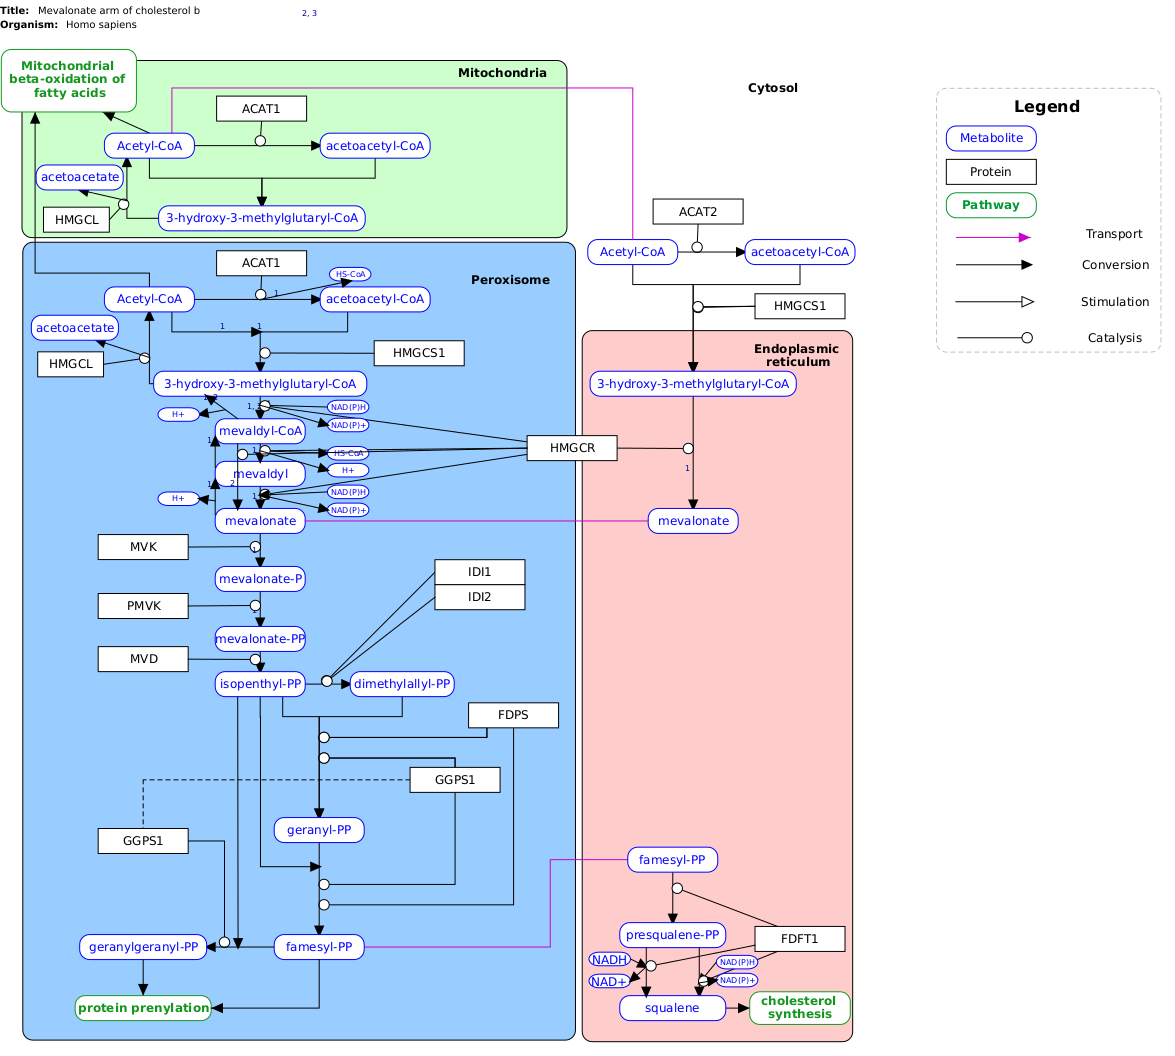 Title: Mevalonate arm of cholesterol b
2, 3
Organism: Homo sapiens
Mitochondrial
beta-oxidation of
fatty acids
Mitochondria
Cytosol
ACAT1
Acetyl-CoA
acetoacetyl-CoA
acetoacetate
HMGCL
3-hydroxy-3-methylglutaryl-CoA
Legend
Metabolite
Protein
Pathway
Transport
Conversion
Stimulation
Catalysis
ACAT2
Acetyl-CoA
acetoacetyl-CoA
HMGCS1
Peroxisome
ACAT1
HS-CoA
1
Acetyl-CoA
acetoacetyl-CoA
acetoacetate
1
1
HMGCS1
HMGCL
3-hydroxy-3-methylglutaryl-CoA
Endoplasmic
reticulum
3-hydroxy-3-methylglutaryl-CoA
NAD(P)H
H+
NAD(P)+
mevaldyl-CoA
1
HMGCR
HS-CoA
1
H+
mevaldyl
1
2
NAD(P)H
H+
1
NAD(P)+
mevalonate
1
mevalonate
MVK
1
mevalonate-P
IDI1
IDI2
PMVK
mevalonate-PP
MVD
isopenthyl-PP
dimethylallyl-PP
FDPS
GGPS1
geranyl-PP
GGPS1
famesyl-PP
geranylgeranyl-PP
famesyl-PP
presqualene-PP
FDFT1
NADH
NAD(P)H
NAD+
NAD(P)+
protein prenylation
squalene
cholesterol
synthesis